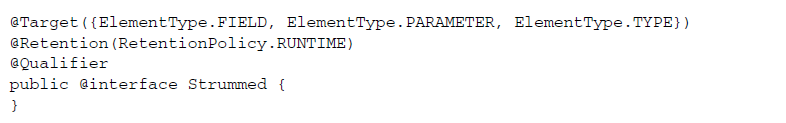 @Target({ElementType.FIELD, ElementType.PARAMETER, ElementType.TYPE})
@Retention(RetentionPolicy.RUNTIME)
@Qualifier
public @interface Strummed {
}